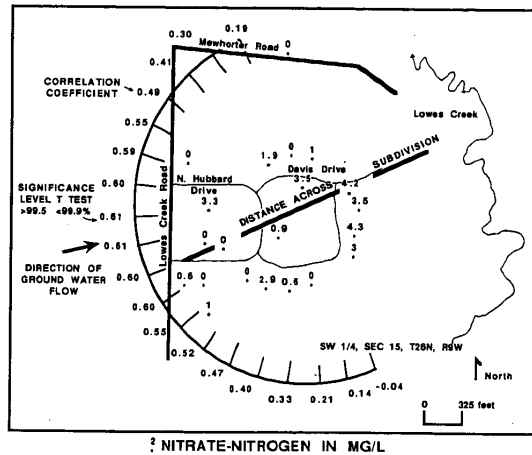 0.30
0.19
Mewhorter Road
0
0.41
CORRELATION
COEFFICIENT
0.49
Lowes Creek
0.55
SUBDIVISION
0.59
0
1.9
0
1
Davis Drive
3.5
4.2
0.60
N. Hubbard
Drive
DISTANCE ACROSS
3.5
SIGNIFICANCE
LEVEL T TEST
>99.5 <99.9%
0.61
3.3
Lowes Creek Road
0
0
0.9
4.3
3
0.61
DIRECTION OF
GROUND WATER
FLOW
0.60
0.6
0
0
2.9
0.6
0
0.60
1
0.55
0.52
SW 1/4, SEC 15, T26N, R9W
0.47
0.40
0.33
0.21
0.14
-0.04
North
0 325 feet
2 NITRATE-NITROGEN IN MG/L